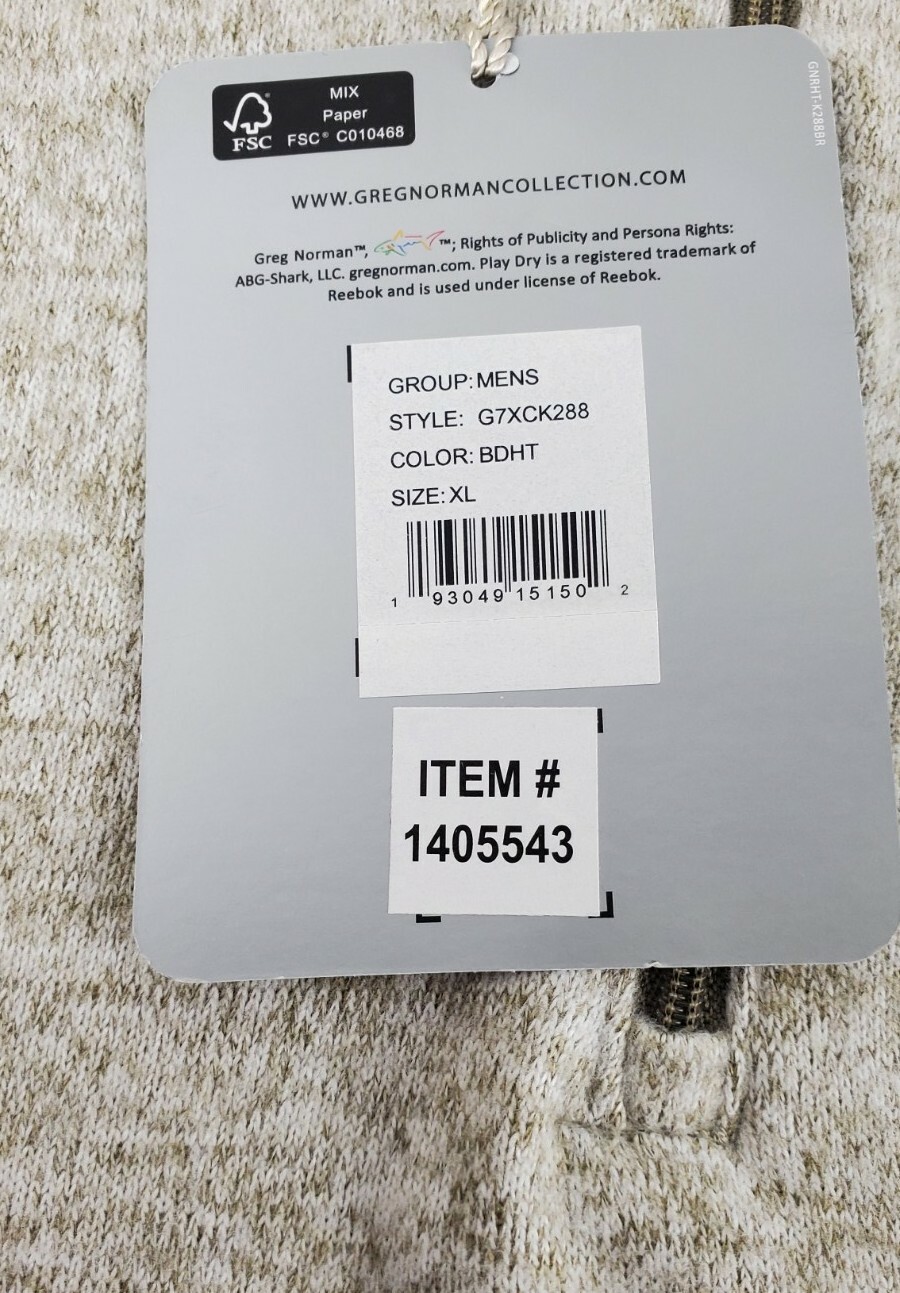 MIX
Paper
FSC® C010468
FSC
GNRHT-K288BR
WWW.GREGNORMANCOLLECTION.COM
Greg Norman™, ™; Rights of Publicity and Persona Rights:
ABG-Shark, LLC. gregnorman.com. Play Dry is a registered trademark of
Reebok and is used under license of Reebok.
GROUP: MENS
STYLE: G7XCK288
COLOR: BDHT
SIZE: XL
1 93049 15150 2
ITEM #
1405543